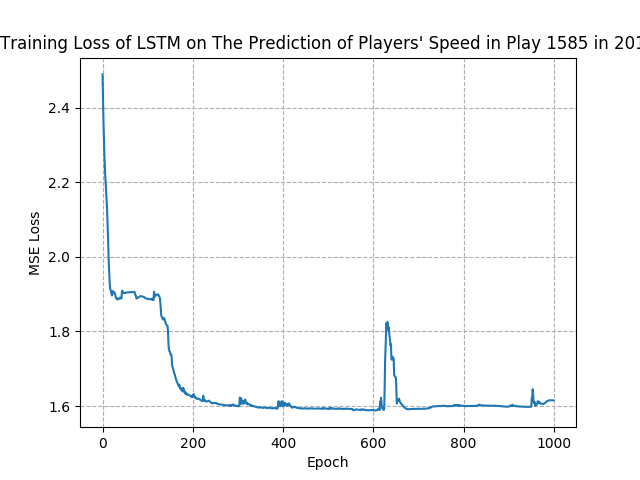 Training Loss of LSTM on The Prediction of Players' Speed in Play 1585 in 201
2.4
2.2
2.0
1.8
1.6
MSE Loss
0 200 400 600 800 1000
Epoch